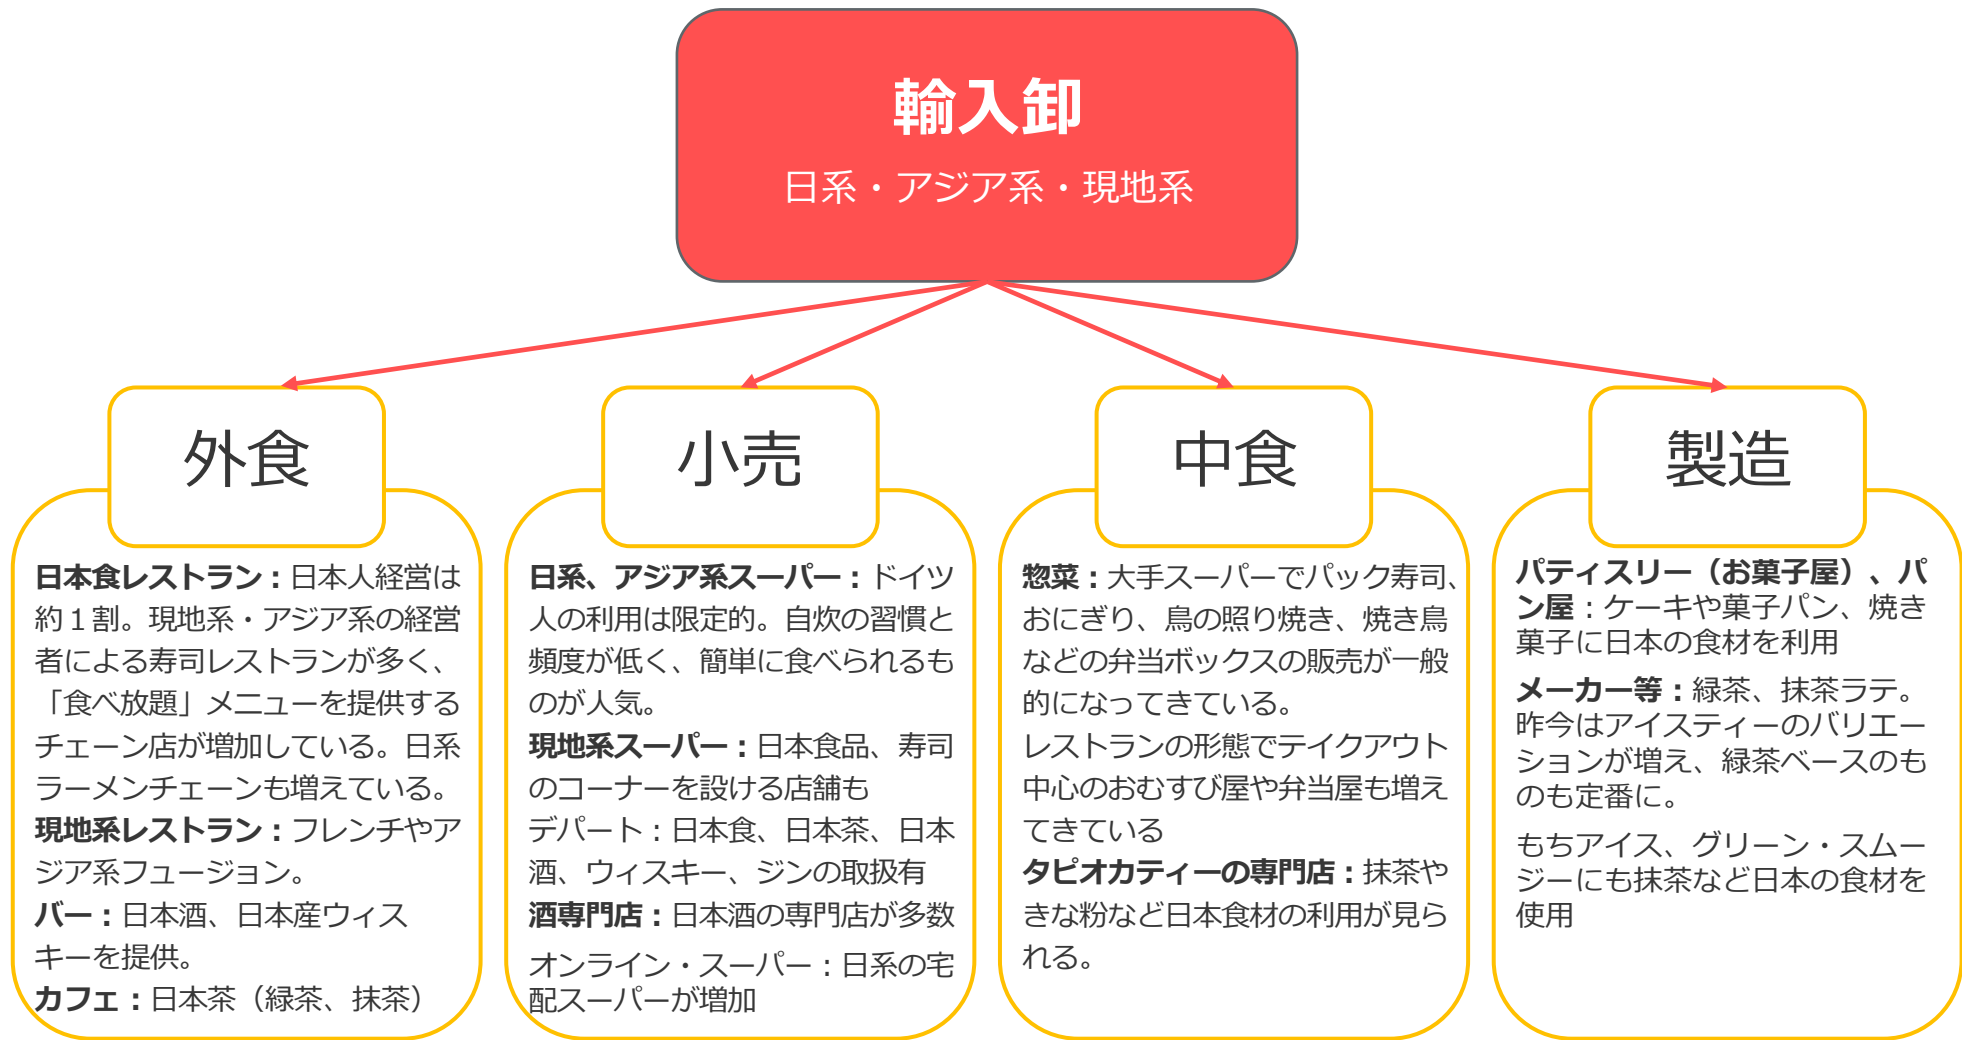 輸入卸
日系・アジア系・現地系
外食
日本食レストラン：日本人経営は
約１割。現地系・アジア系の経営
者による寿司レストランが多く、
「食べ放題」メニューを提供する
チェーン店が増加している。日系
ラーメンチェーンも増えている。
現地系レストラン：フレンチやア
ジア系フュージョン。
バー：日本酒、日本産ウィス
キーを提供。
カフェ：日本茶（緑茶、抹茶）
小売
日系、アジア系スーパー：ドイツ
人の利用は限定的。自炊の習慣と
頻度が低く、簡単に食べられるも
のが人気。
現地系スーパー：日本食品、寿司
のコーナーを設ける店舗も
デパート：日本食、日本茶、日本
酒、ウィスキー、ジンの取扱有
酒専門店：日本酒の専門店が多数
オンライン・スーパー：日系の宅
配スーパーが増加
中食
惣菜：大手スーパーでパック寿司、
おにぎり、鳥の照り焼き、焼き鳥
などの弁当ボックスの販売が一般
的になってきている。
レストランの形態でテイクアウト
中心のおむすび屋や弁当屋も増え
てきている
タピオカティーの専門店：抹茶や
きな粉など日本食材の利用が見ら
れる。
製造
パティスリー（お菓子屋）、パ
ン屋：ケーキや菓子パン、焼き
菓子に日本の食材を利用
メーカー等：緑茶、抹茶ラテ。
昨今はアイスティーのバリエー
ションが増え、緑茶ベースのも
のも定番に。
もちアイス、グリーン・スムー
ジーにも抹茶など日本の食材を
使用